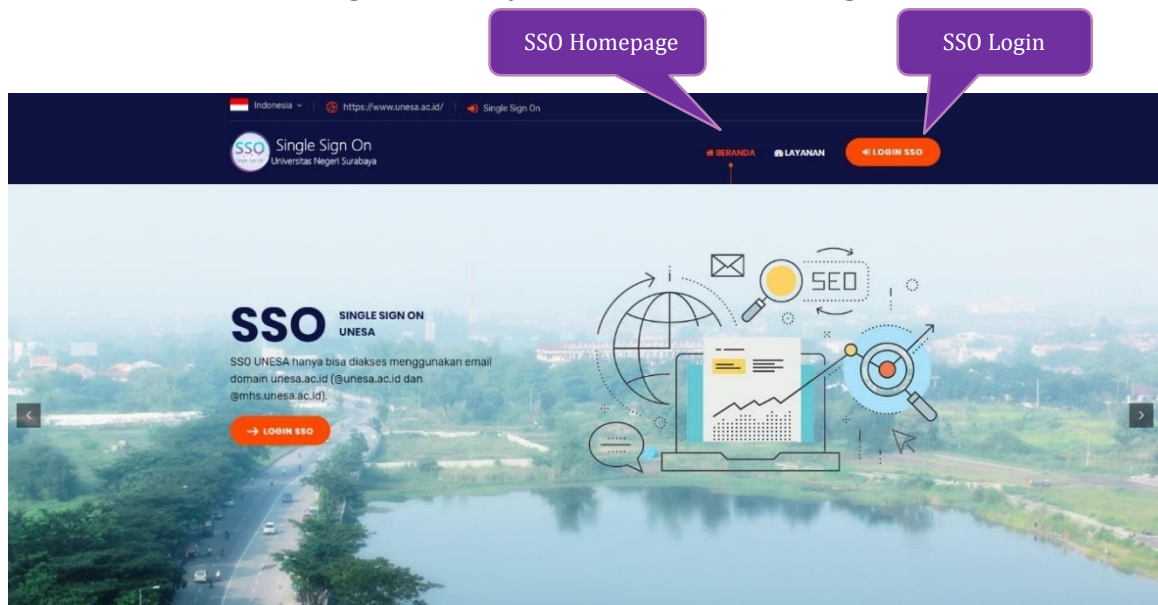 SSO Homepage
SSO Login
Indonesia
https://www.unesa.ac.id/
Single Sign On
SSO
Single Sign On
Universitas Negeri Surabaya
BERANDA
LAYANAN
LOGIN SSO
SEO
SSO
SINGLE SIGN ON
UNESA
SSO UNESA hanya bisa diakses menggunakan email
domain unesa.ac.id (@unesa.ac.id dan
@mhs.unesa.ac.id).
LOGIN SSO